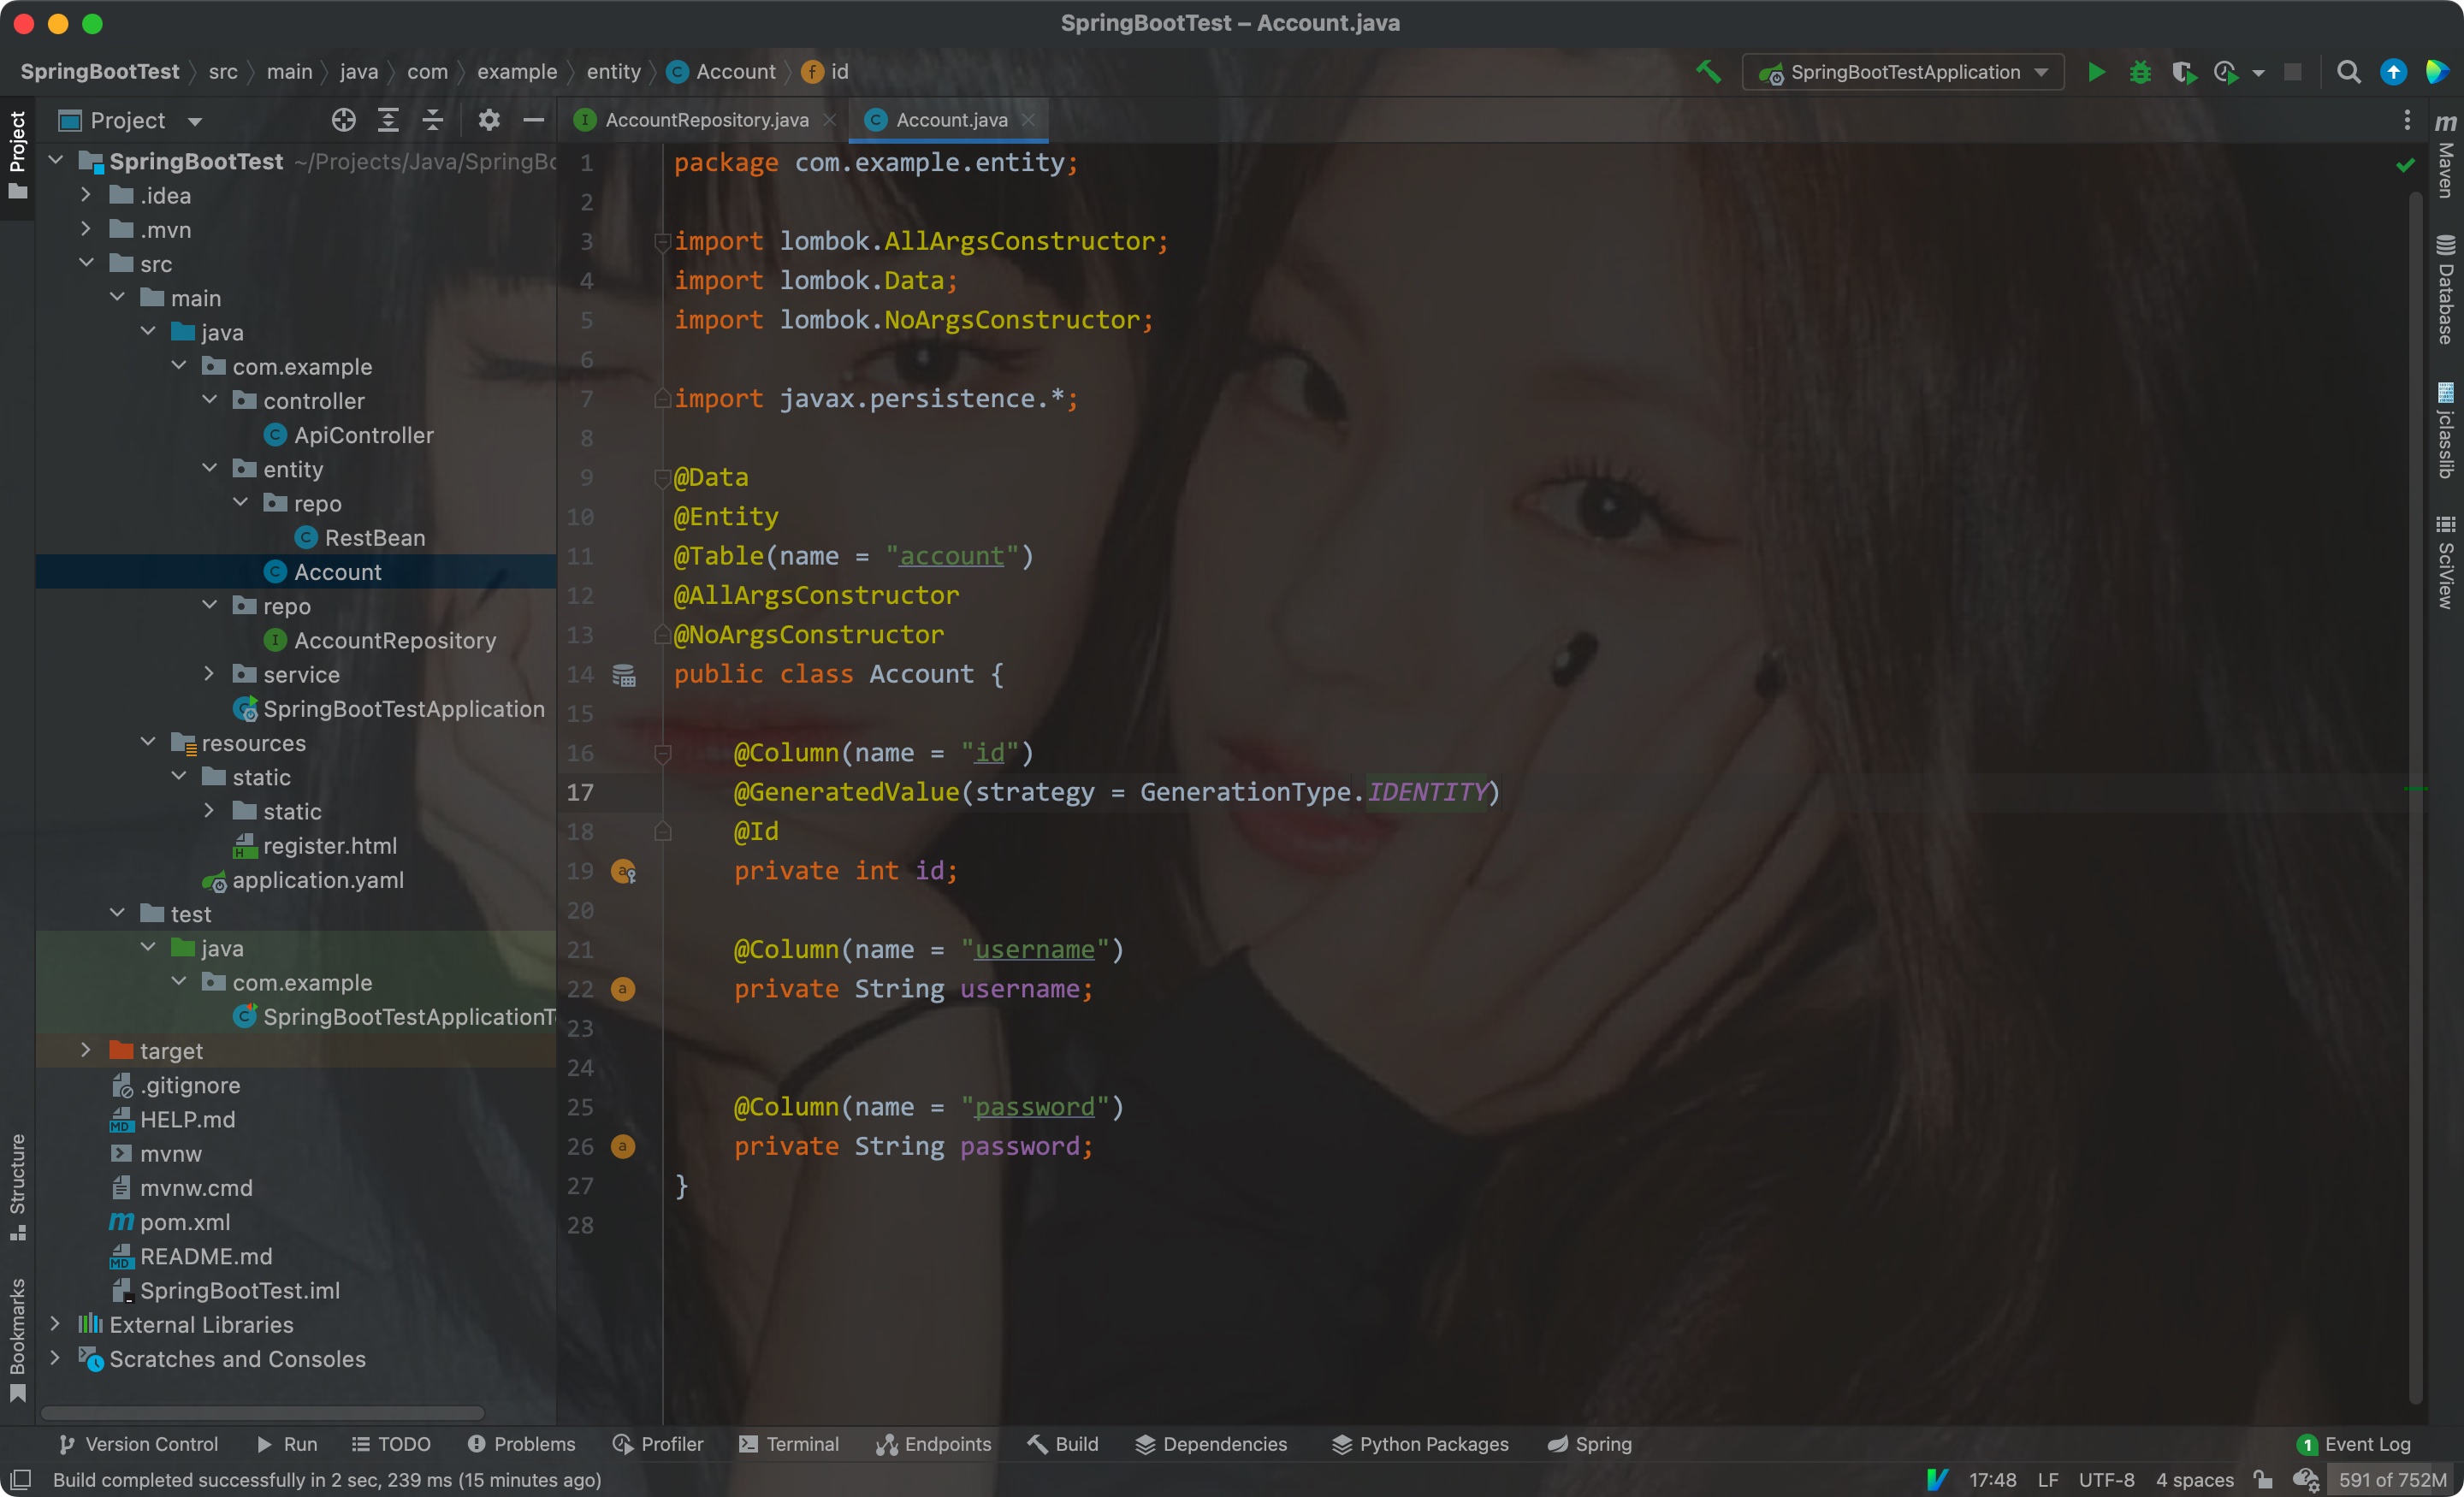 SpringBootTest – Account.java
SpringBootTest src main java com example entity Account id
SpringBootTestApplication
Project
AccountRepository.java
Account.java
Project
SpringBootTest ~/Projects/Java/SpringBo
.idea
.mvn
src
main
java
com.example
controller
ApiController
entity
repo
RestBean
Account
repo
AccountRepository
service
SpringBootTestApplication
resources
static
static
register.html
application.yaml
test
java
com.example
SpringBootTestApplicationT
target
.gitignore
HELP.md
mvnw
mvnw.cmd
pom.xml
README.md
SpringBootTest.iml
External Libraries
Scratches and Consoles
Structure
Bookmarks
1 package com.example.entity;
2
3 import lombok.AllArgsConstructor;
4 import lombok.Data;
5 import lombok.NoArgsConstructor;
6
7 import javax.persistence.*;
8
9 @Data
10 @Entity
11 @Table(name = "account")
12 @AllArgsConstructor
13 @NoArgsConstructor
14 public class Account {
15
16 @Column(name = "id")
17 @GeneratedValue(strategy = GenerationType.IDENTITY)
18 @Id
19 private int id;
20
21 @Column(name = "username")
22 private String username;
23
24
25 @Column(name = "password")
26 private String password;
27 }
28
Maven
Database
jclasslib
SciView
Version Control Run TODO Problems Profiler Terminal Endpoints Build Dependencies Python Packages Spring 1 Event Log
Build completed successfully in 2 sec, 239 ms (15 minutes ago) 17:48 LF UTF-8 4 spaces 591 of 752M